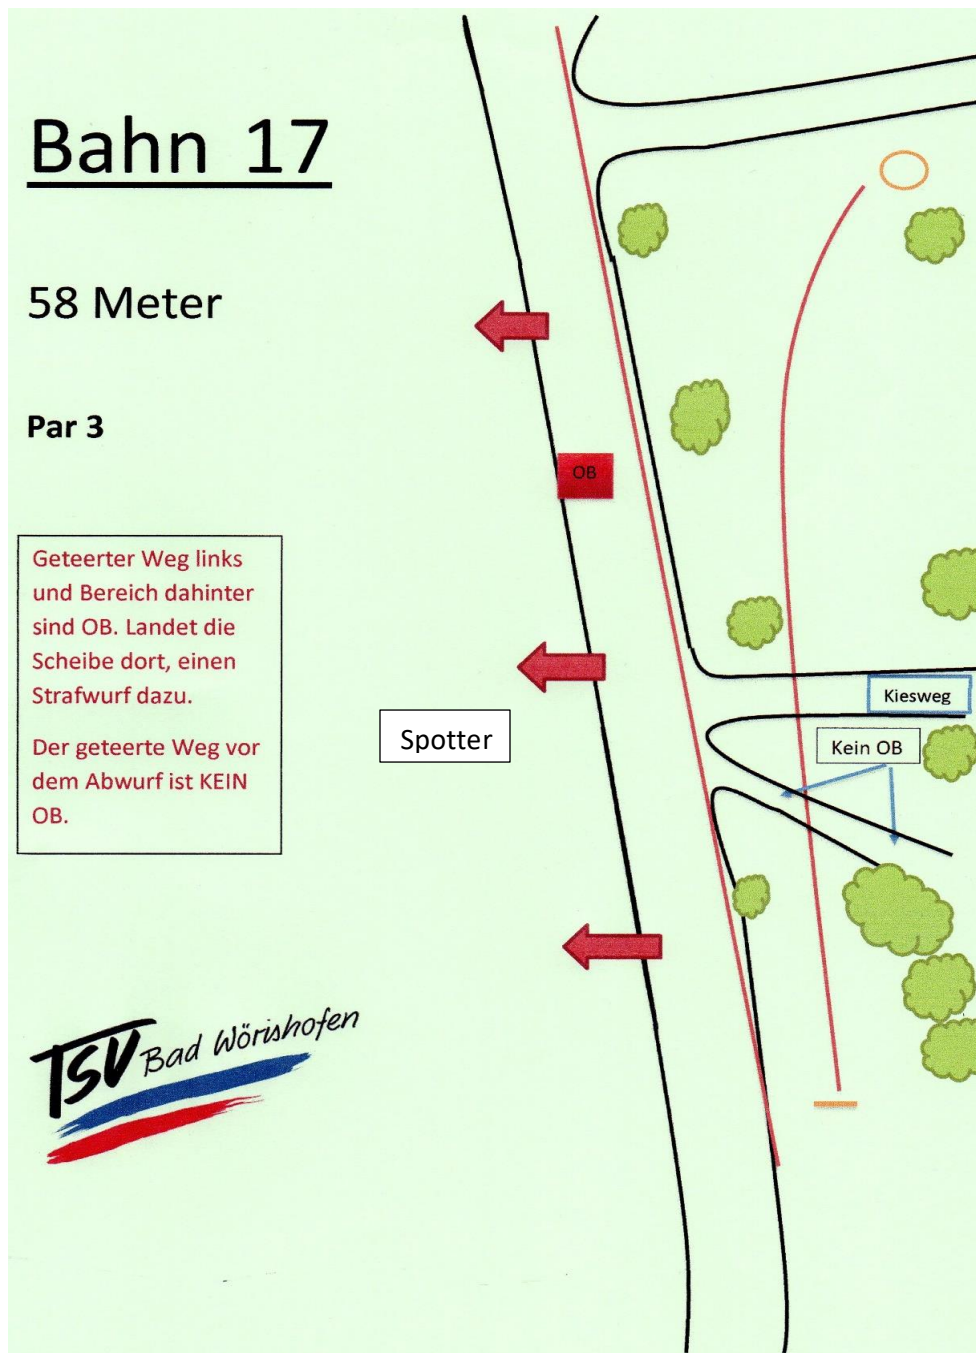 Bahn 17
58 Meter
Par 3
OB
Geteerter Weg links
und Bereich dahinter
sind OB. Landet die
Scheibe dort, einen
Strafwurf dazu.
Der geteerte Weg vor
dem Abwurf ist KEIN
OB.
Kiesweg
Spotter
Kein OB
TSV Bad Wörishofen